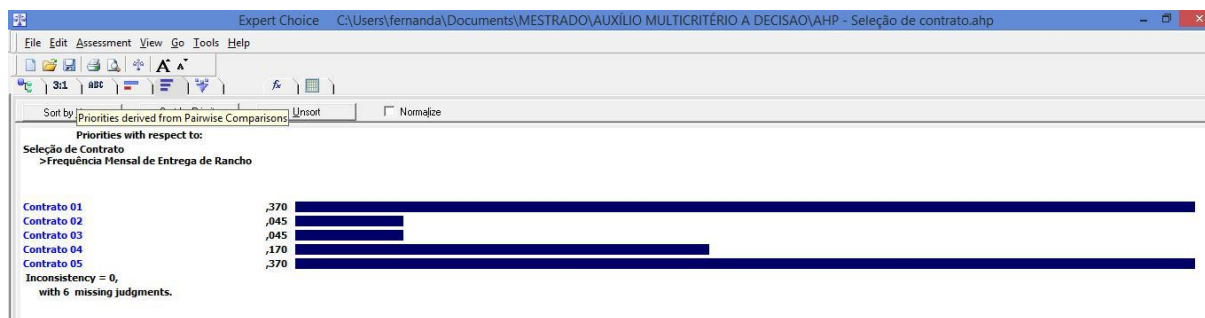 Expert Choice C:\Users\fernanda\Documents\MESTRADO\AUXÍLIO MULTICRITÉRIO A DECISAO\AHP - Seleção de contrato.ahp
File Edit Assessment View Go Tools Help
A A
3:1 ABC fx
Sort by Unsort Normalize
Priorities derived from Pairwise Comparisons
Priorities with respect to:
Seleção de Contrato
>Frequência Mensal de Entrega de Rancho
Contrato 01 ,370
Contrato 02 ,045
Contrato 03 ,045
Contrato 04 ,170
Contrato 05 ,370
Inconsistency = 0,
with 6 missing judgments.